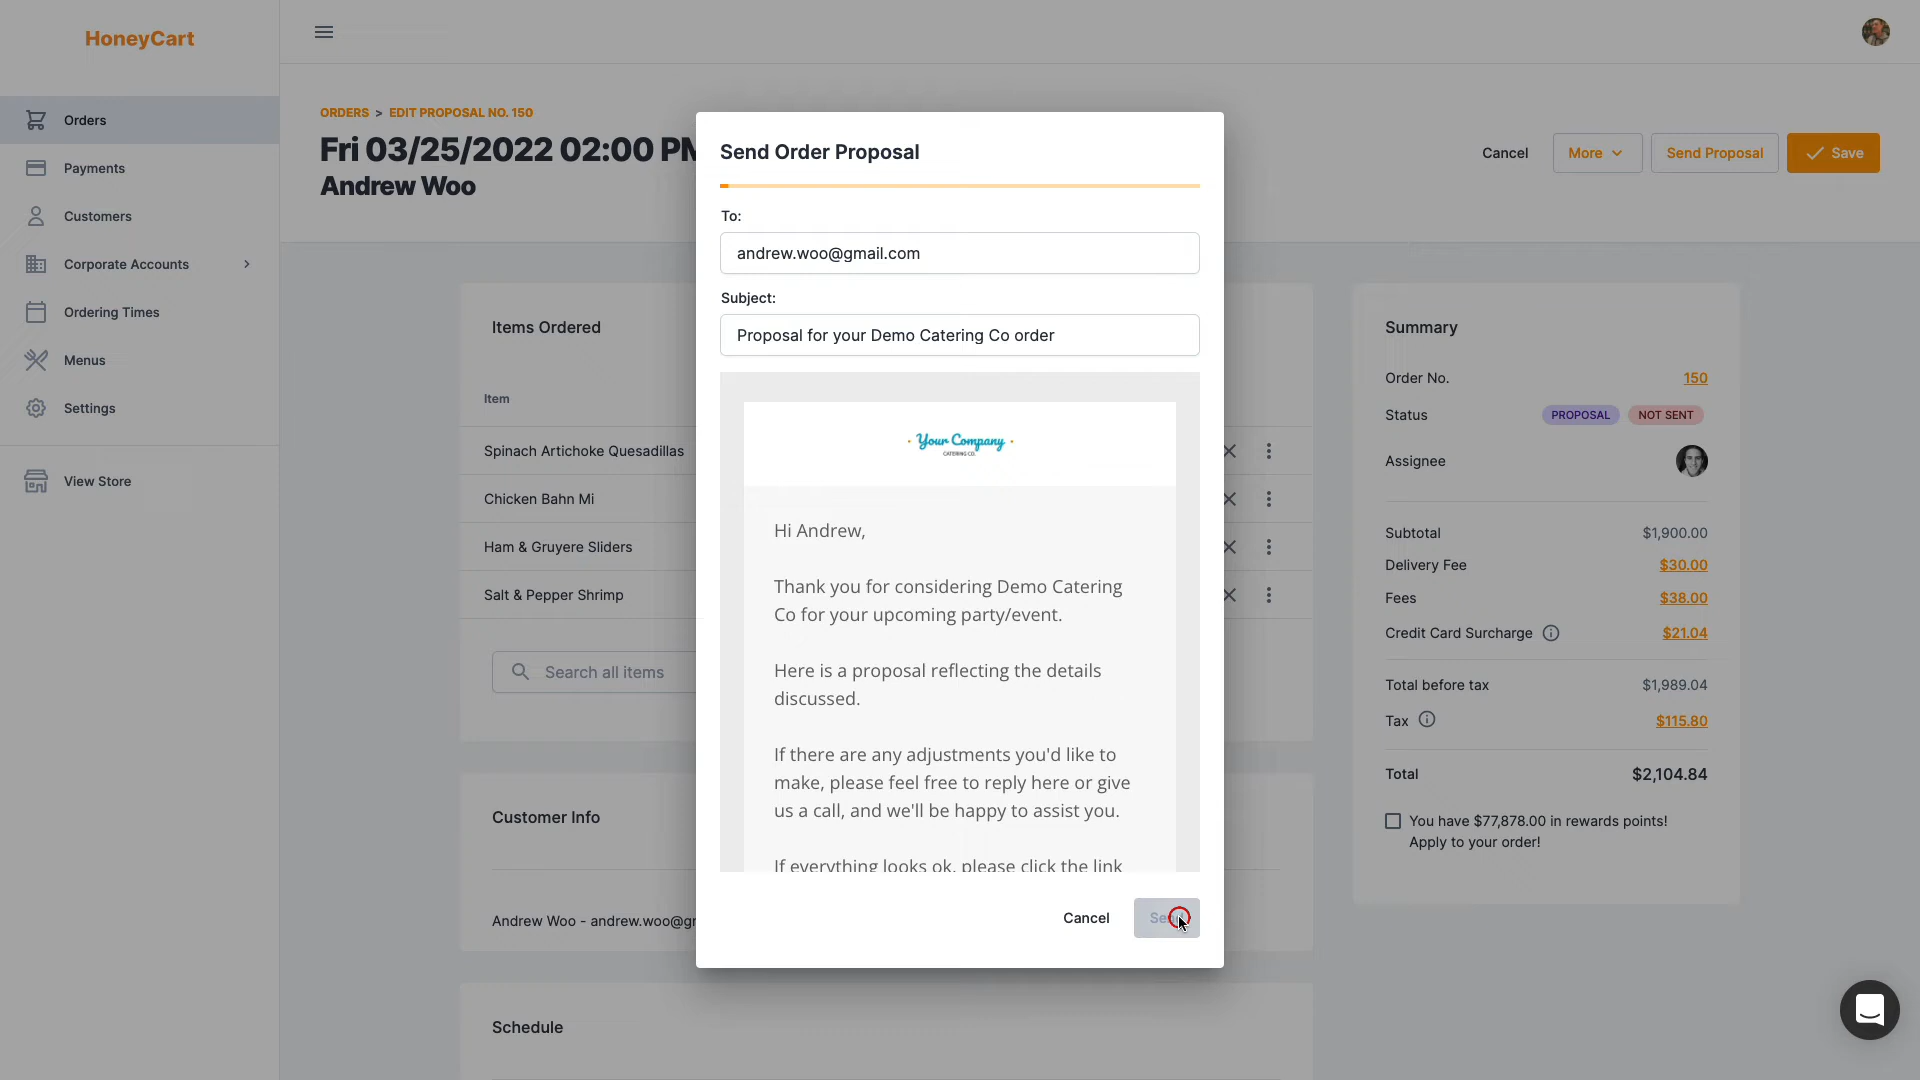 HoneyCart
Orders
Payments
Customers
Corporate Accounts
Ordering Times
Menus
Settings
View Store
ORDERS > EDIT PROPOSAL NO. 150
Fri 03/25/2022 02:00 PM
Andrew Woo
Cancel
More
Send Proposal
Save
Items Ordered
Item
Spinach Artichoke Quesadillas
Chicken Bahn Mi
Ham & Gruyere Sliders
Salt & Pepper Shrimp
Search all items
Customer Info
Andrew Woo - andrew.woo@gr
Schedule
Send Order Proposal
To:
andrew.woo@gmail.com
Subject:
Proposal for your Demo Catering Co order
Your Company
CATERING CO.
Hi Andrew,
Thank you for considering Demo Catering
Co for your upcoming party/event.
Here is a proposal reflecting the details
discussed.
If there are any adjustments you'd like to
make, please feel free to reply here or give
us a call, and we'll be happy to assist you.
If everything looks ok, please click the link
Cancel
Send
Summary
Order No. 150
Status PROPOSAL NOT SENT
Assignee
Subtotal $1,900.00
Delivery Fee $30.00
Fees $38.00
Credit Card Surcharge $21.04
Total before tax $1,989.04
Tax $115.80
Total $2,104.84
You have $77,878.00 in rewards points!
Apply to your order!